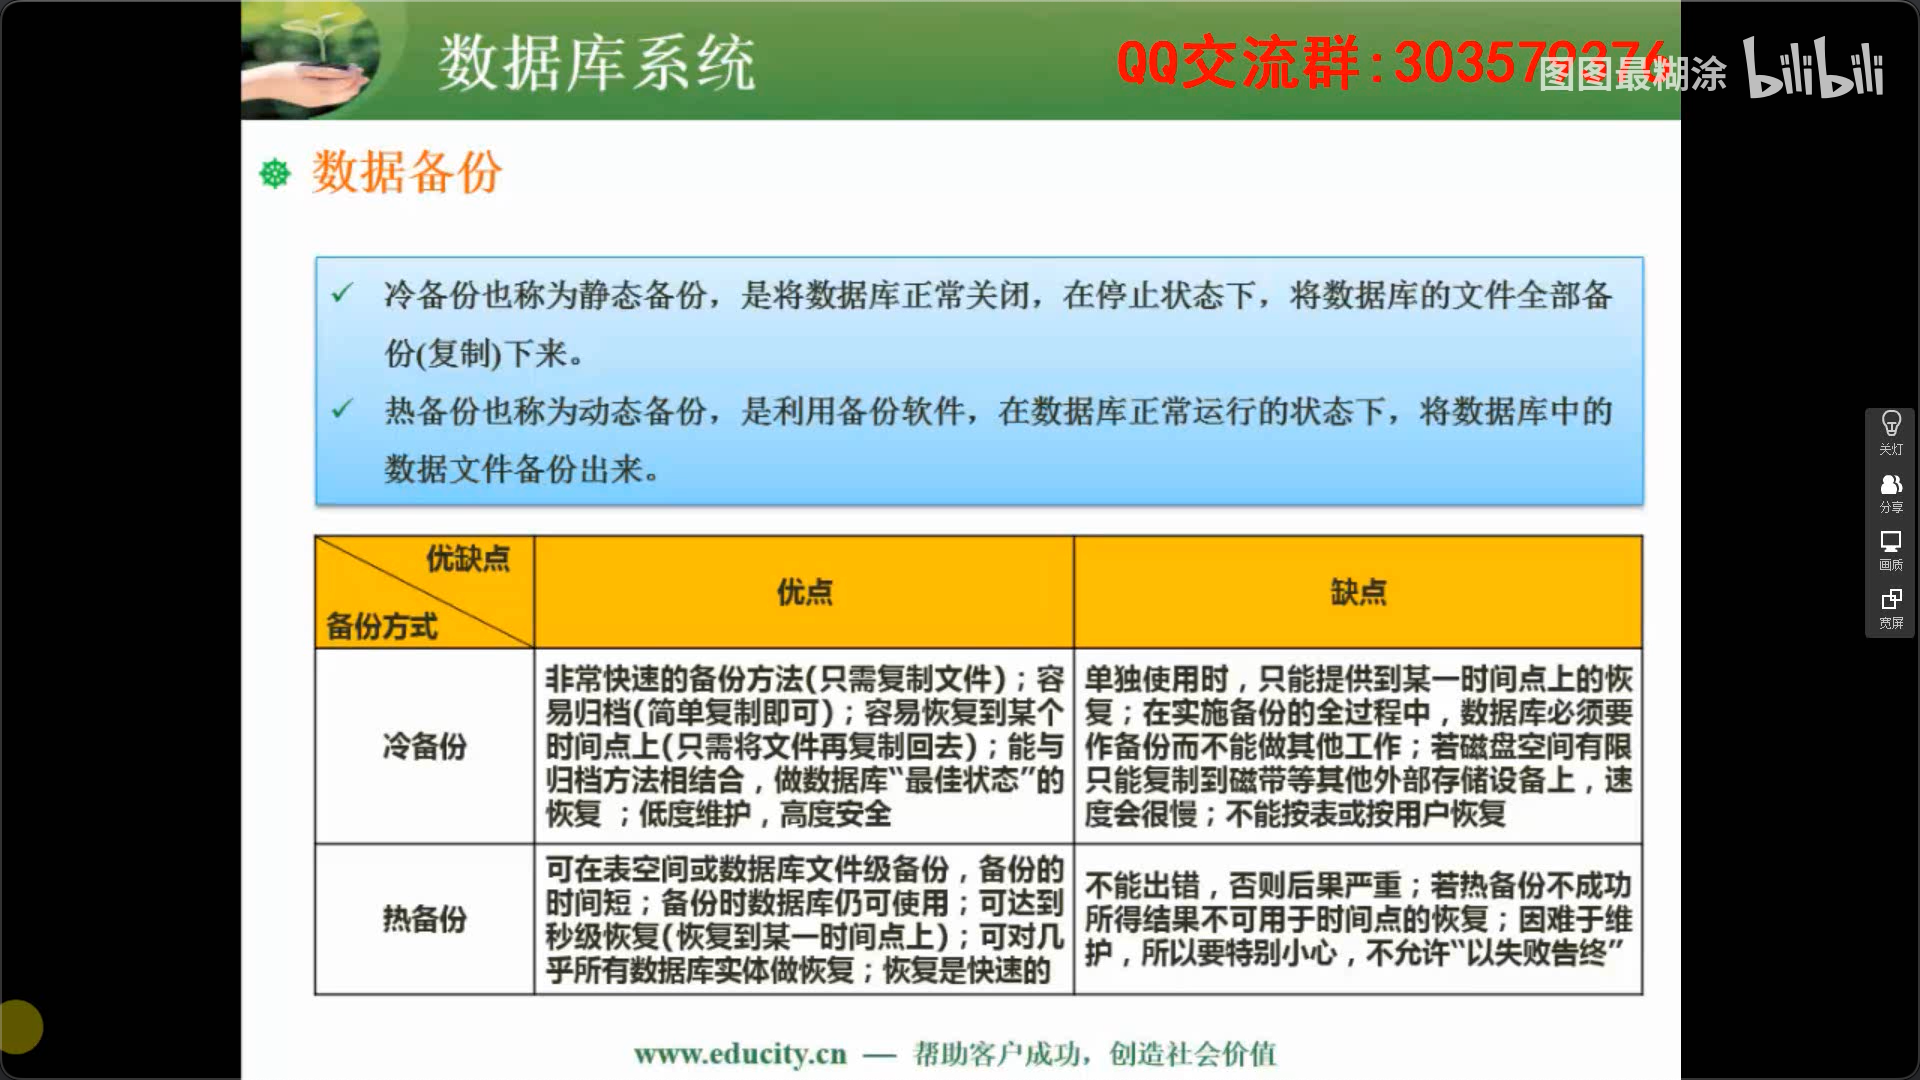 数据库系统
QQ交流群:303579376
图图最糊涂 bilibili
数据备份
冷备份也称为静态备份，是将数据库正常关闭，在停止状态下，将数据库的文件全部备
份(复制)下来。
热备份也称为动态备份，是利用备份软件，在数据库正常运行的状态下，将数据库中的
数据文件备份出来。
优缺点
备份方式
优点
缺点
冷备份
非常快速的备份方法(只需复制文件)；容
易归档(简单复制即可)；容易恢复到某个
时间点上(只需将文件再复制回去)；能与
归档方法相结合，做数据库“最佳状态”的
恢复 ；低度维护，高度安全
单独使用时，只能提供到某一时间点上的恢
复；在实施备份的全过程中，数据库必须要
作备份而不能做其他工作；若磁盘空间有限
只能复制到磁带等其他外部存储设备上，速
度会很慢；不能按表或按用户恢复
热备份
可在表空间或数据库文件级备份，备份的
时间短；备份时数据库仍可使用；可达到
秒级恢复(恢复到某一时间点上)；可对几
乎所有数据库实体做恢复；恢复是快速的
不能出错，否则后果严重；若热备份不成功
所得结果不可用于时间点的恢复；因难于维
护，所以要特别小心，不允许“以失败告终”
www.educity.cn — 帮助客户成功，创造社会价值
关灯
分享
画质
宽屏